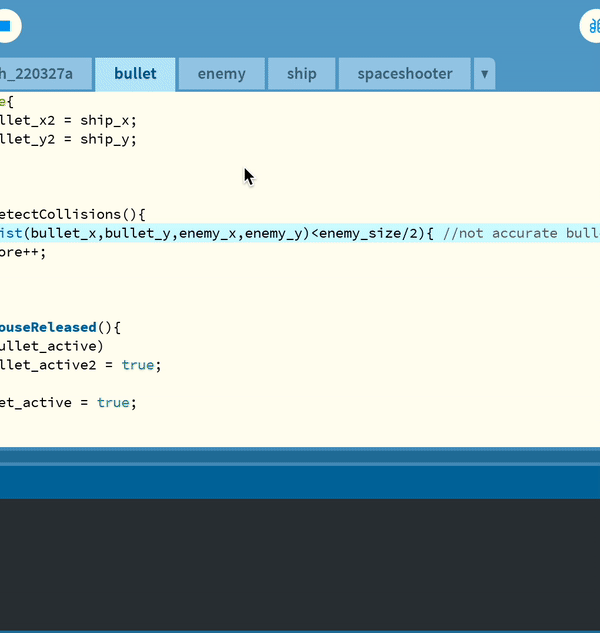 h_220327a bullet enemy ship spaceshooter
e{
llet_x2 = ship_x;
llet_y2 = ship_y;
etectCollisions(){
ist(bullet_x,bullet_y,enemy_x,enemy_y)<enemy_size/2){ //not accurate bull
ore++;
ouseReleased(){
ullet_active)
llet_active2 = true;
et_active = true;